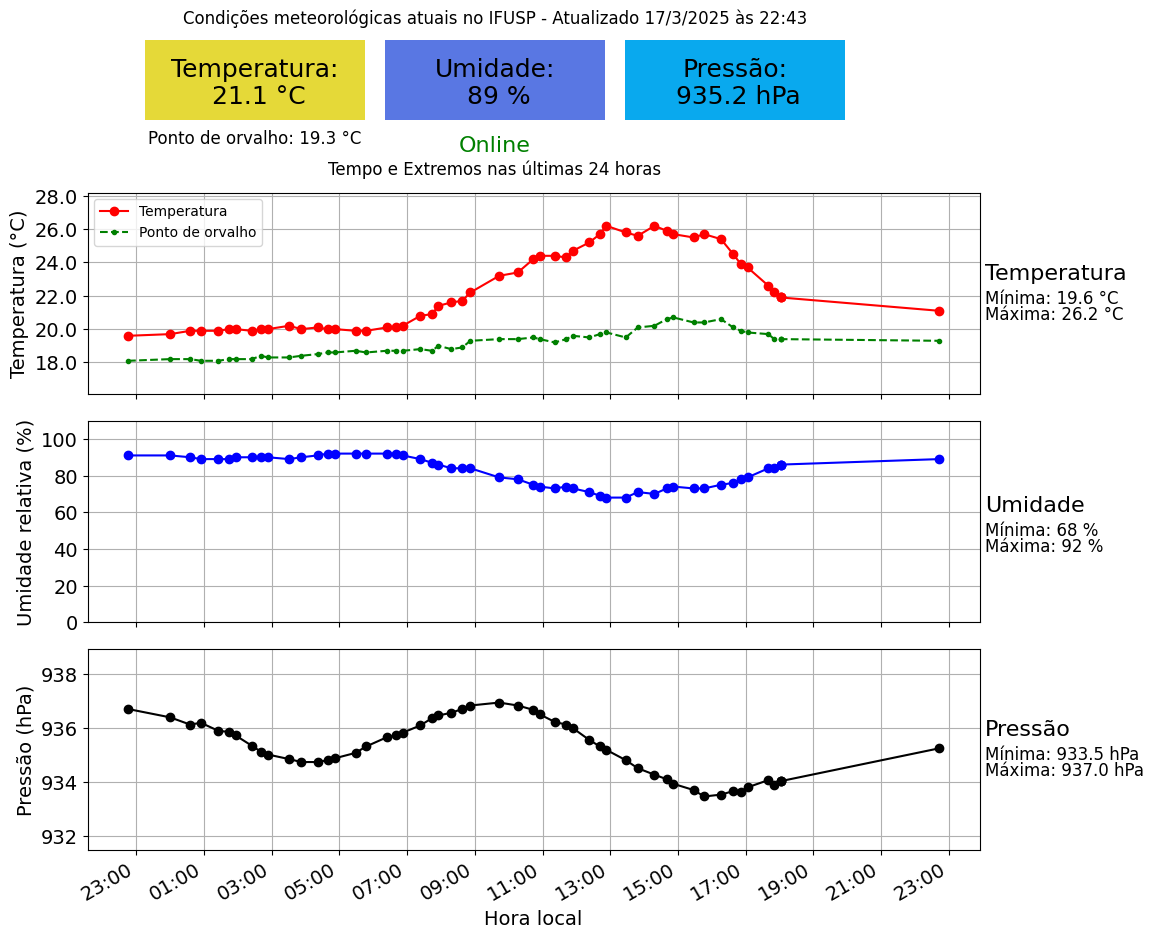 Condições meteorológicas atuais no IFUSP - Atualizado 17/3/2025 às 22:43
Temperatura:
21.1 °C
Umidade:
89 %
Pressão:
935.2 hPa
Ponto de orvalho: 19.3 °C
Online
Tempo e Extremos nas últimas 24 horas
Temperatura (°C)
28.0
26.0
24.0
22.0
20.0
18.0
Temperatura
Ponto de orvalho
Temperatura
Mínima: 19.6 °C
Máxima: 26.2 °C
Umidade relativa (%)
100
80
60
40
20
0
Umidade
Mínima: 68 %
Máxima: 92 %
Pressão (hPa)
938
936
934
932
Pressão
Mínima: 933.5 hPa
Máxima: 937.0 hPa
23:00 01:00 03:00 05:00 07:00 09:00 11:00 13:00 15:00 17:00 19:00 21:00 23:00
Hora local